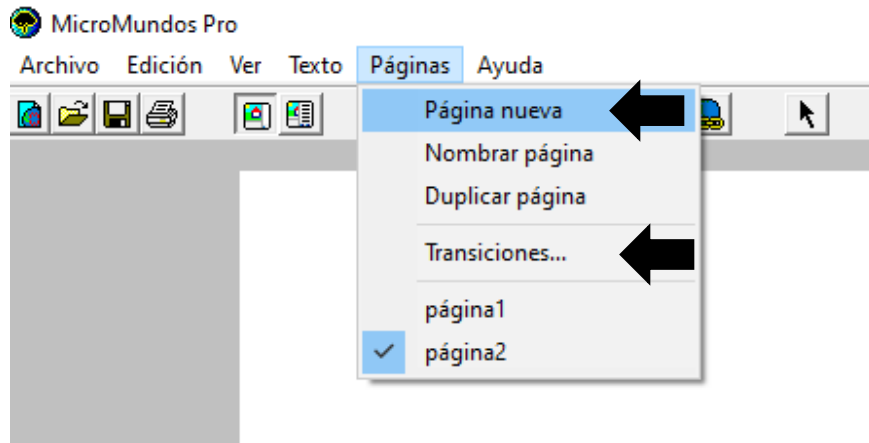 MicroMundos Pro
Archivo Edición Ver Texto Páginas Ayuda
Página nueva
Nombrar página
Duplicar página
Transiciones...
página1
página2